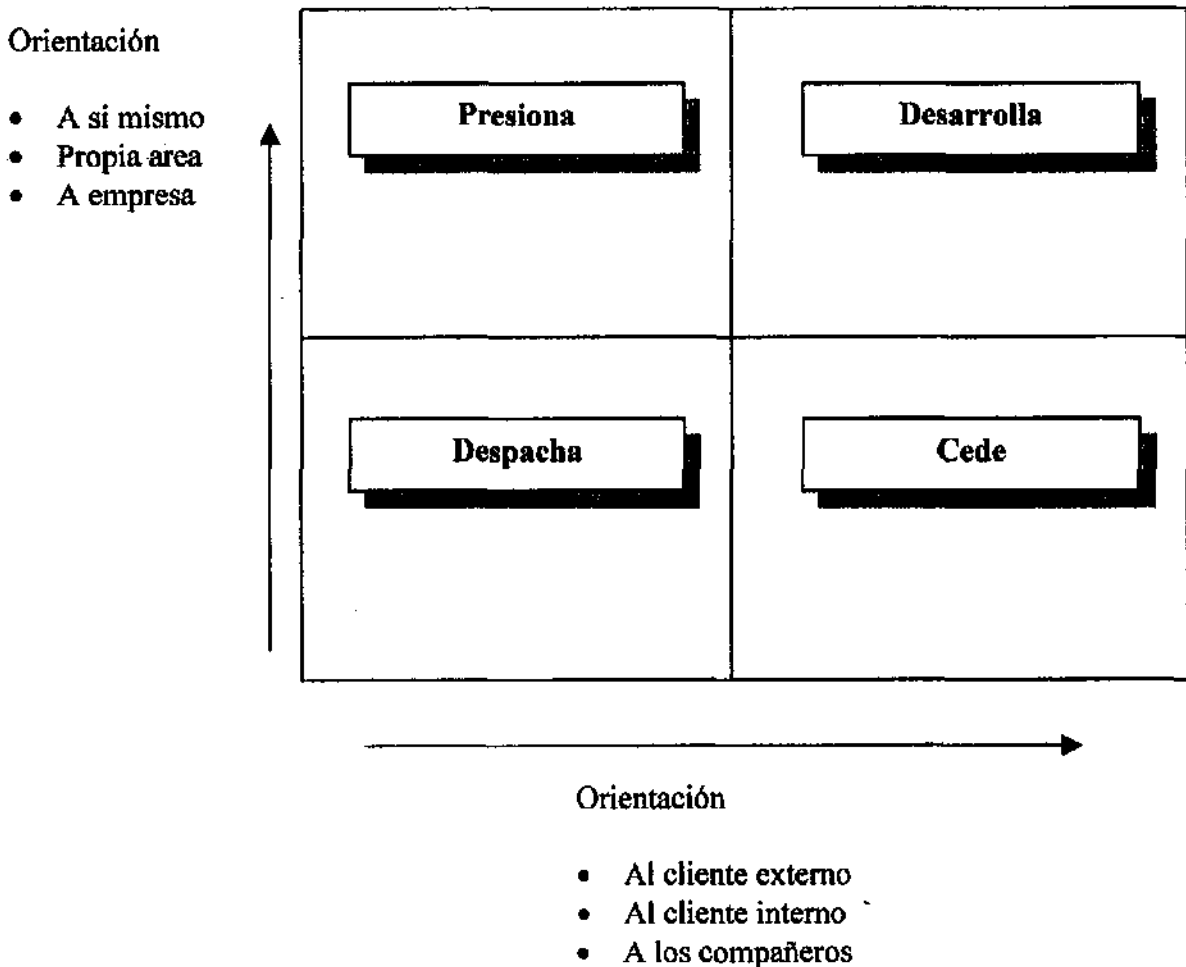 Orientación
• A si mismo
• Propia area
• A empresa
Presiona
Desarrolla
Despacha
Cede
Orientación
• Al cliente externo
• Al cliente interno
• A los compañeros